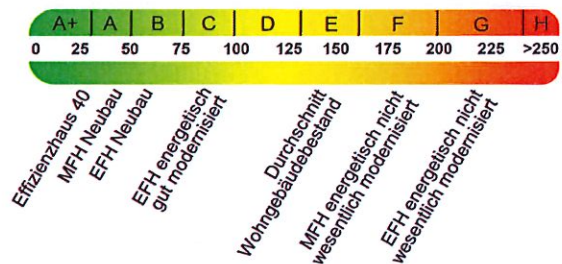 A+ A B C D E F G H
0 25 50 75 100 125 150 175 200 225 >250
Effizienzhaus 40
MFH Neubau
EFH Neubau
EFH energetisch
gut modernisiert
Durchschnitt
Wohngebäudebestand
MFH energetisch nicht
wesentlich modernisiert
EFH energetisch nicht
wesentlich modernisiert